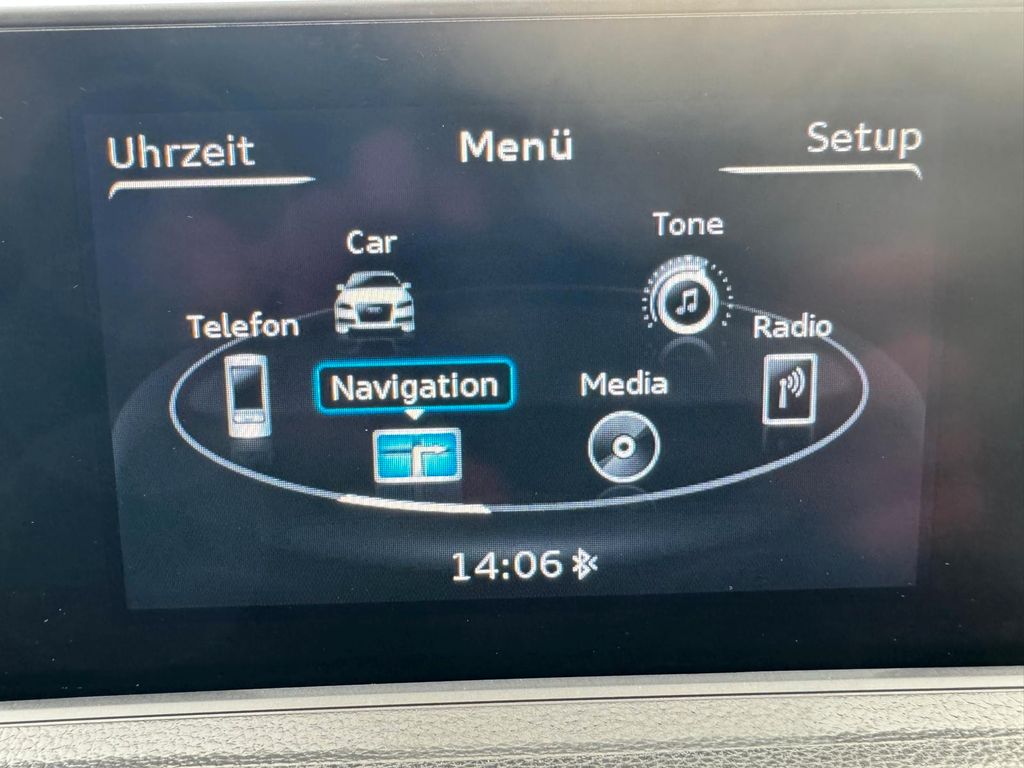 Uhrzeit
Menü
Setup
Car
Tone
Telefon
Radio
Navigation
Media
14:06